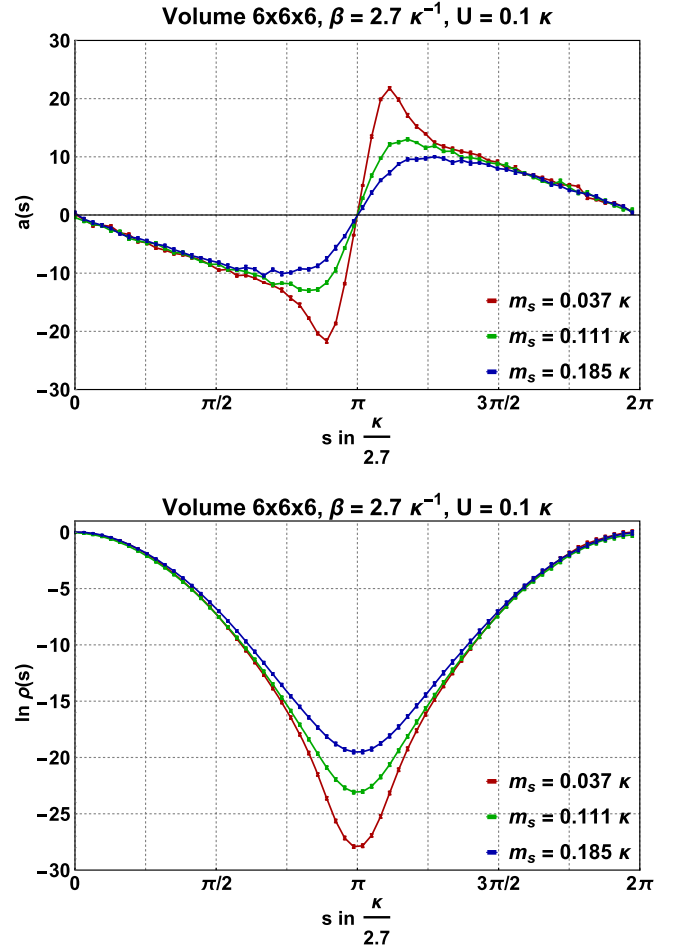 Volume 6x6x6, β = 2.7 κ⁻¹, U = 0.1 κ
a(s)
30
20
10
0
−10
−20
−30
m_s = 0.037 κ
m_s = 0.111 κ
m_s = 0.185 κ
0 π/2 π 3π/2 2π
s in κ/2.7
Volume 6x6x6, β = 2.7 κ⁻¹, U = 0.1 κ
ln ρ(s)
0
−5
−10
−15
−20
−25
−30
m_s = 0.037 κ
m_s = 0.111 κ
m_s = 0.185 κ
0 π/2 π 3π/2 2π
s in κ/2.7